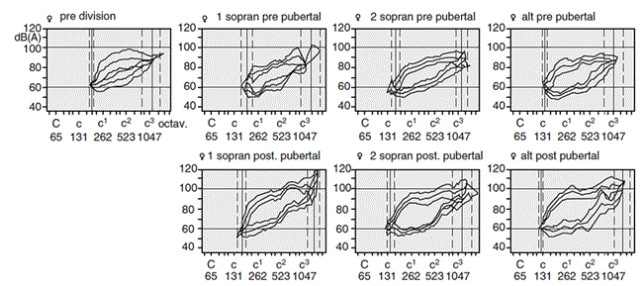 ♀ pre division
dB(A)
120
100
80
60
40
C c c¹ c² c³ octav.
65 131 262 523 1047
♀ 1 sopran pre pubertal
120
100
80
60
40
C c c¹ c² c³
65 131 262 523 1047
♀ 2 sopran pre pubertal
120
100
80
60
40
C c c¹ c² c³
65 131 262 523 1047
♀ alt pre pubertal
120
100
80
60
40
C c c¹ c² c³
65 131 262 523 1047
♀ 1 sopran post. pubertal
120
100
80
60
40
C c c¹ c² c³
65 131 262 523 1047
♀ 2 sopran post. pubertal
120
100
80
60
40
C c c¹ c² c³
65 131 262 523 1047
♀ alt post pubertal
120
100
80
60
40
C c c¹ c² c³
65 131 262 523 1047